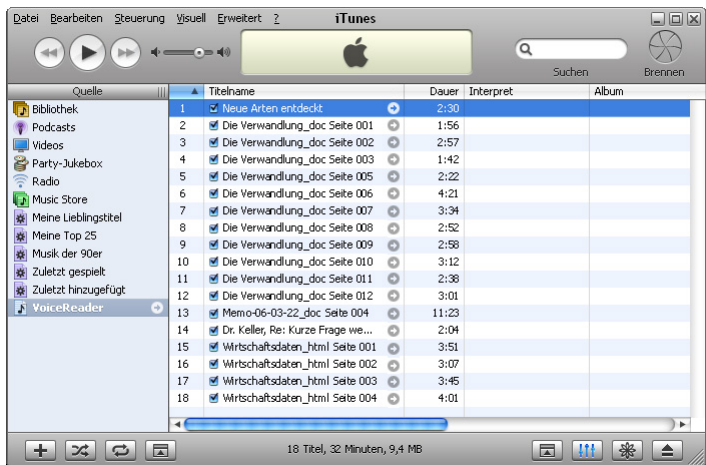 Datei Bearbeiten Steuerung Visuell Erweitert ? iTunes
Suchen Brennen
Quelle Titelname Dauer Interpret Album
Bibliothek
Podcasts
Videos
Party-Jukebox
Radio
Music Store
Meine Lieblingstitel
Meine Top 25
Musik der 90er
Zuletzt gespielt
Zuletzt hinzugefügt
VoiceReader
1 Neue Arten entdeckt 2:30
2 Die Verwandlung_doc Seite 001 1:56
3 Die Verwandlung_doc Seite 002 2:57
4 Die Verwandlung_doc Seite 003 1:42
5 Die Verwandlung_doc Seite 005 2:22
6 Die Verwandlung_doc Seite 006 4:21
7 Die Verwandlung_doc Seite 007 3:34
8 Die Verwandlung_doc Seite 008 2:52
9 Die Verwandlung_doc Seite 009 2:58
10 Die Verwandlung_doc Seite 010 3:12
11 Die Verwandlung_doc Seite 011 2:38
12 Die Verwandlung_doc Seite 012 3:01
13 Memo-06-03-22_doc Seite 004 11:23
14 Dr. Keller, Re: Kurze Frage we... 2:04
15 Wirtschaftsdaten_html Seite 001 3:51
16 Wirtschaftsdaten_html Seite 002 3:07
17 Wirtschaftsdaten_html Seite 003 3:45
18 Wirtschaftsdaten_html Seite 004 4:01
18 Titel, 32 Minuten, 9,4 MB